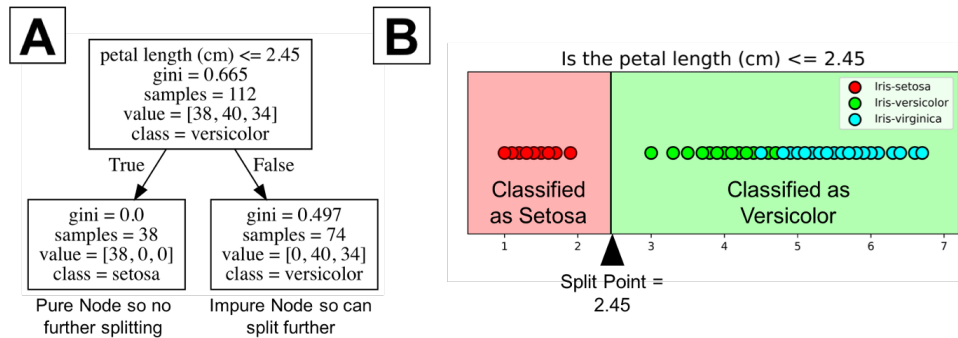 A
petal length (cm) <= 2.45
gini = 0.665
samples = 112
value = [38, 40, 34]
class = versicolor
True
False
gini = 0.0
samples = 38
value = [38, 0, 0]
class = setosa
gini = 0.497
samples = 74
value = [0, 40, 34]
class = versicolor
Pure Node so no
further splitting
Impure Node so can
split further
B
Is the petal length (cm) <= 2.45
Iris-setosa
Iris-versicolor
Iris-virginica
Classified
as Setosa
Classified as
Versicolor
1 2 3 4 5 6 7
Split Point =
2.45